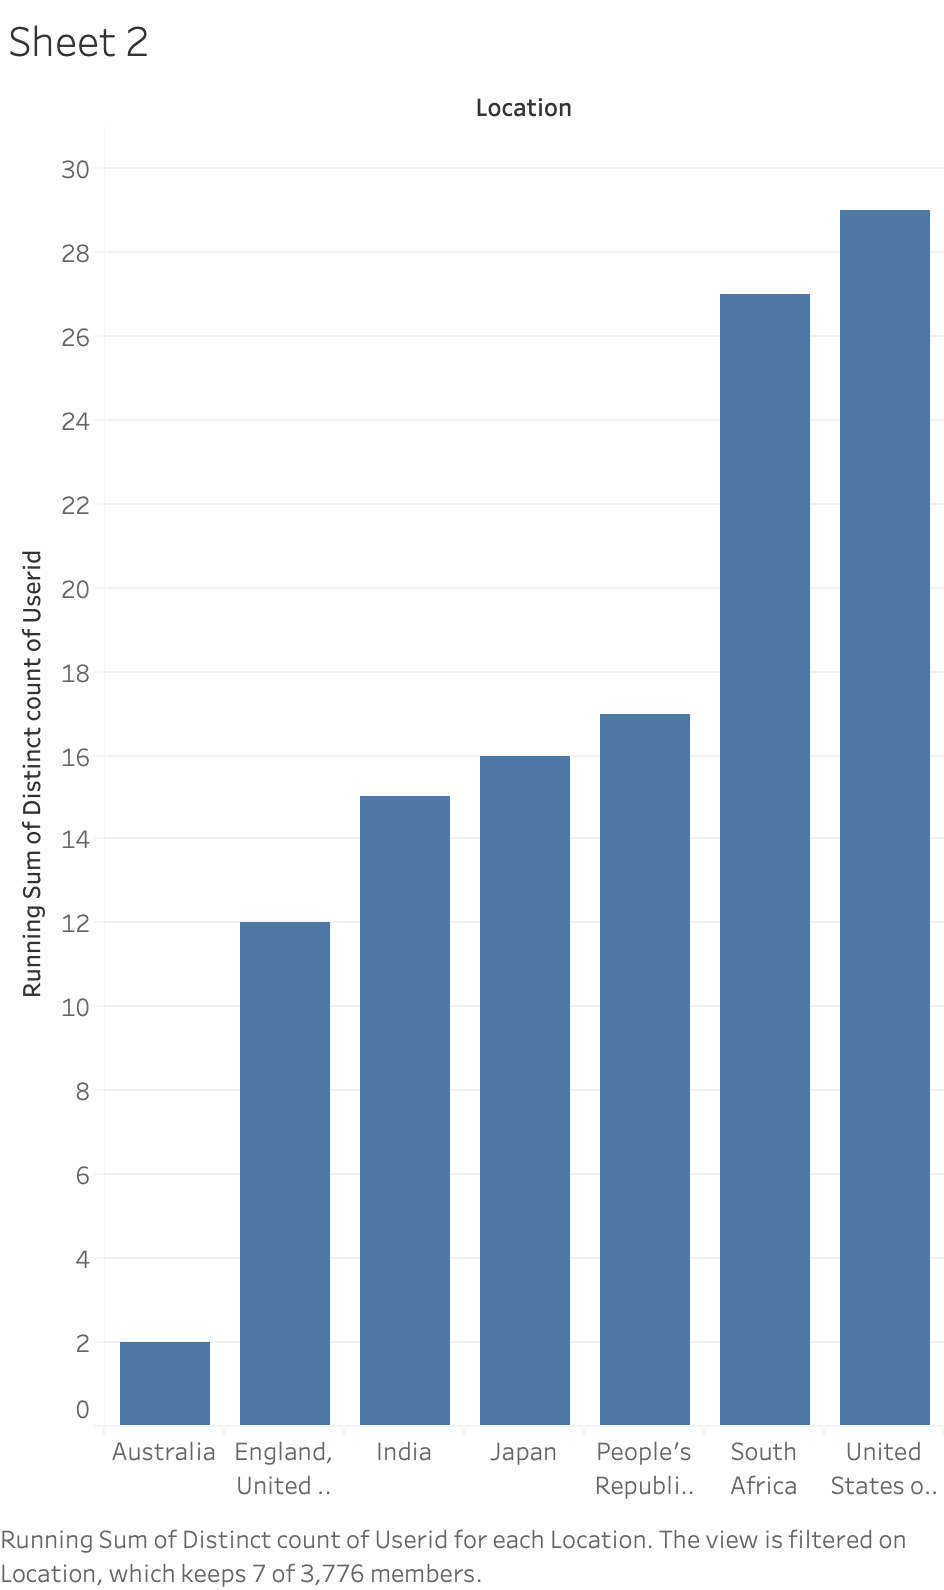 Sheet 2
Location
Running Sum of Distinct count of Userid
30
28
26
24
22
20
18
16
14
12
10
8
6
4
2
0
Australia
England,
United ..
India
Japan
People's
Republi..
South
Africa
United
States o..
Running Sum of Distinct count of Userid for each Location. The view is filtered on
Location, which keeps 7 of 3,776 members.